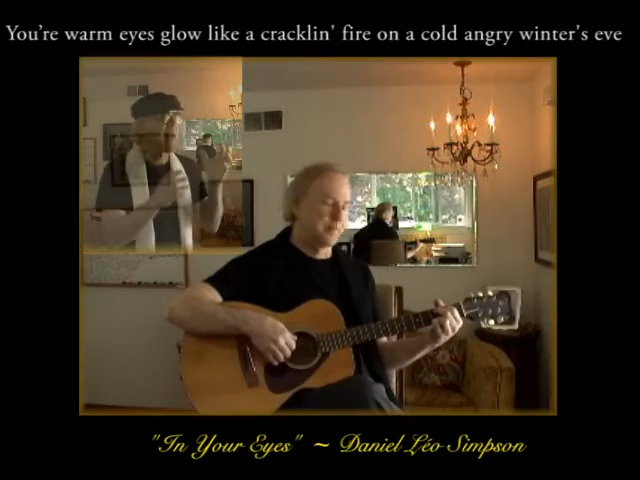 You're warm eyes glow like a cracklin' fire on a cold angry winter's eve
"In Your Eyes" ~ Daniel Léo Simpson